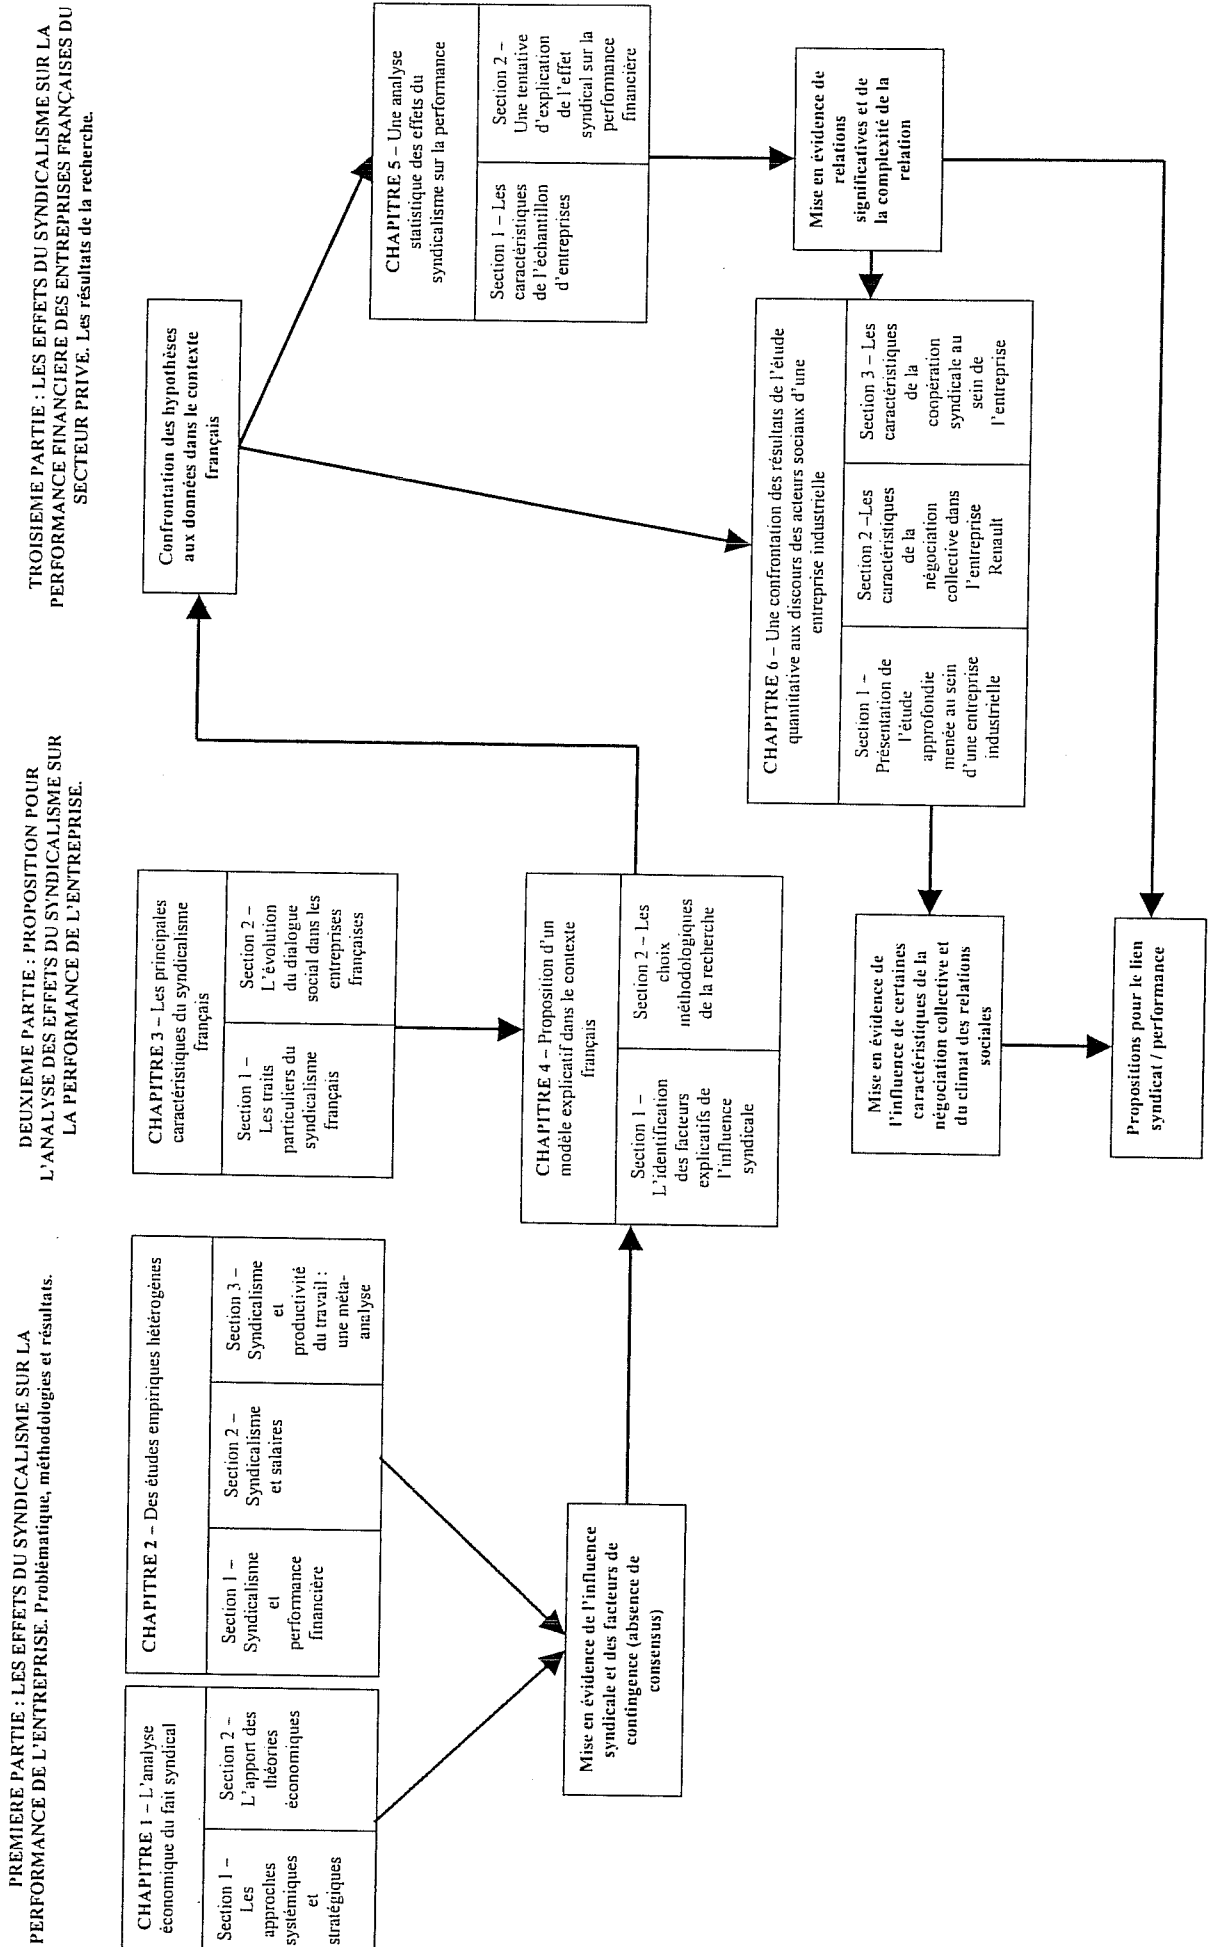 PREMIERE PARTIE : LES EFFETS DU SYNDICALISME SUR LA
PERFORMANCE DE L'ENTREPRISE. Problématique, méthodologies et résultats.
CHAPITRE 1 – L'analyse
économique du fait syndical
Section 1 –
Les
approches
systémiques
et
stratégiques
Section 2 –
L'apport des
théories
économiques
CHAPITRE 2 – Des études empiriques hétérogènes
Section 1 –
Syndicalisme
et
performance
financière
Section 2 –
Syndicalisme
et salaires
Section 3 –
Syndicalisme
et
productivité
du travail :
une méta-
analyse
Mise en évidence de l'influence
syndicale et des facteurs de
contingence (absence de
consensus)
DEUXIEME PARTIE : PROPOSITION POUR
L'ANALYSE DES EFFETS DU SYNDICALISME SUR
LA PERFORMANCE DE L'ENTREPRISE.
CHAPITRE 3 – Les principales
caractéristiques du syndicalisme
français
Section 1 –
Les traits
particuliers du
syndicalisme
français
Section 2 –
L'évolution
du dialogue
social dans les
entreprises
françaises
CHAPITRE 4 – Proposition d'un
modèle explicatif dans le contexte
français
Section 1 –
L'identification
des facteurs
explicatifs de
l'influence
syndicale
Section 2 – Les
choix
méthodologiques
de la recherche
TROISIEME PARTIE : LES EFFETS DU SYNDICALISME SUR LA
PERFORMANCE FINANCIERE DES ENTREPRISES FRANÇAISES DU
SECTEUR PRIVE. Les résultats de la recherche.
Confrontation des hypothèses
aux données dans le contexte
français
CHAPITRE 5 – Une analyse
statistique des effets du
syndicalisme sur la performance
Section 1 – Les
caractéristiques
de l'échantillon
d'entreprises
Section 2 –
Une tentative
d'explication
de l'effet
syndical sur la
performance
financière
Mise en évidence de
relations
significatives et de
la complexité de la
relation
CHAPITRE 6 – Une confrontation des résultats de l'étude
quantitative aux discours des acteurs sociaux d'une
entreprise industrielle
Section 1 –
Présentation de
l'étude
approfondie
menée au sein
d'une entreprise
industrielle
Section 2 –Les
caractéristiques
de la
négociation
collective dans
l'entreprise
Renault
Section 3 – Les
caractéristiques
de la
coopération
syndicale au
sein de
l'entreprise
Mise en évidence de
l'influence de certaines
caractéristiques de la
négociation collective et
du climat des relations
sociales
Propositions pour le lien
syndicat / performance